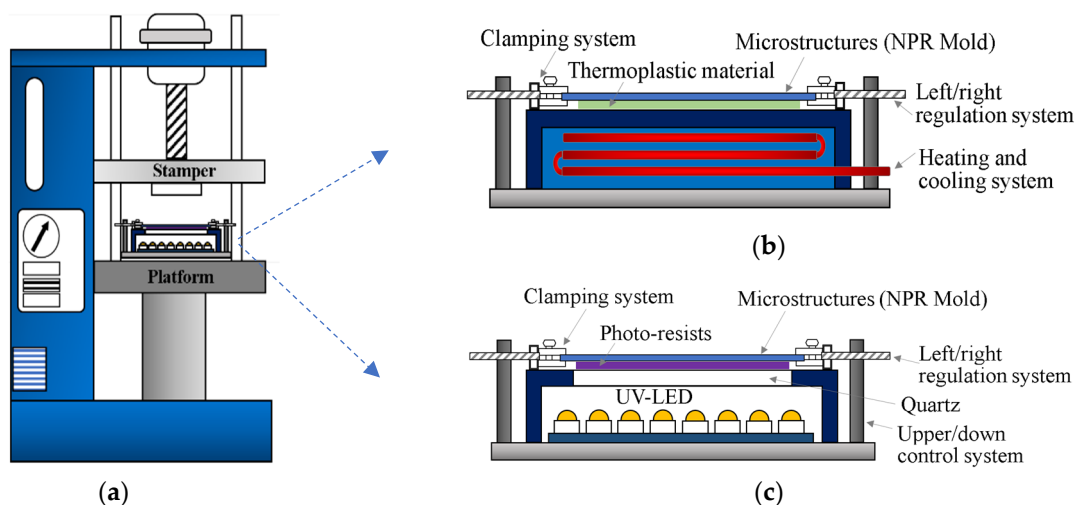 Stamper
Platform
(a)
Clamping system
Microstructures (NPR Mold)
Thermoplastic material
Left/right
regulation system
Heating and
cooling system
(b)
Clamping system
Microstructures (NPR Mold)
Photo-resists
Left/right
regulation system
UV-LED
Quartz
Upper/down
control system
(c)